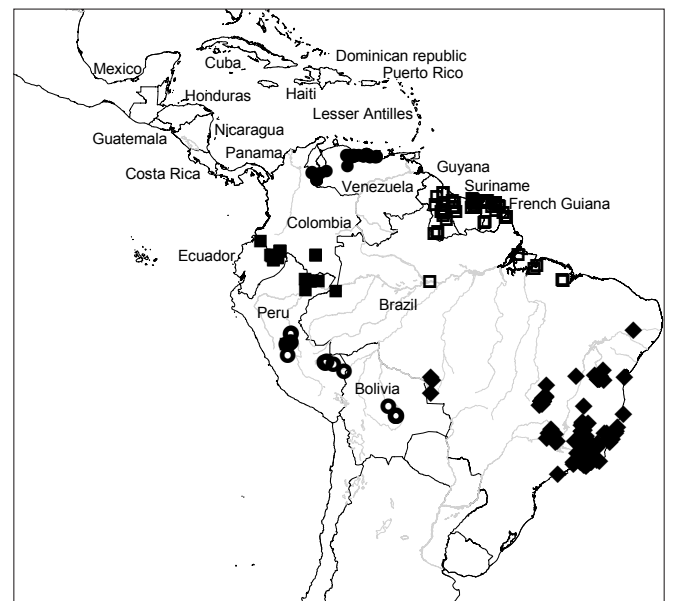 Dominican republic
Cuba
Mexico
Puerto Rico
Haiti
Honduras
Lesser Antilles
Guatemala
Nicaragua
Panama
Costa Rica
Guyana
Venezuela
Suriname
French Guiana
Colombia
Ecuador
Peru
Brazil
Bolivia